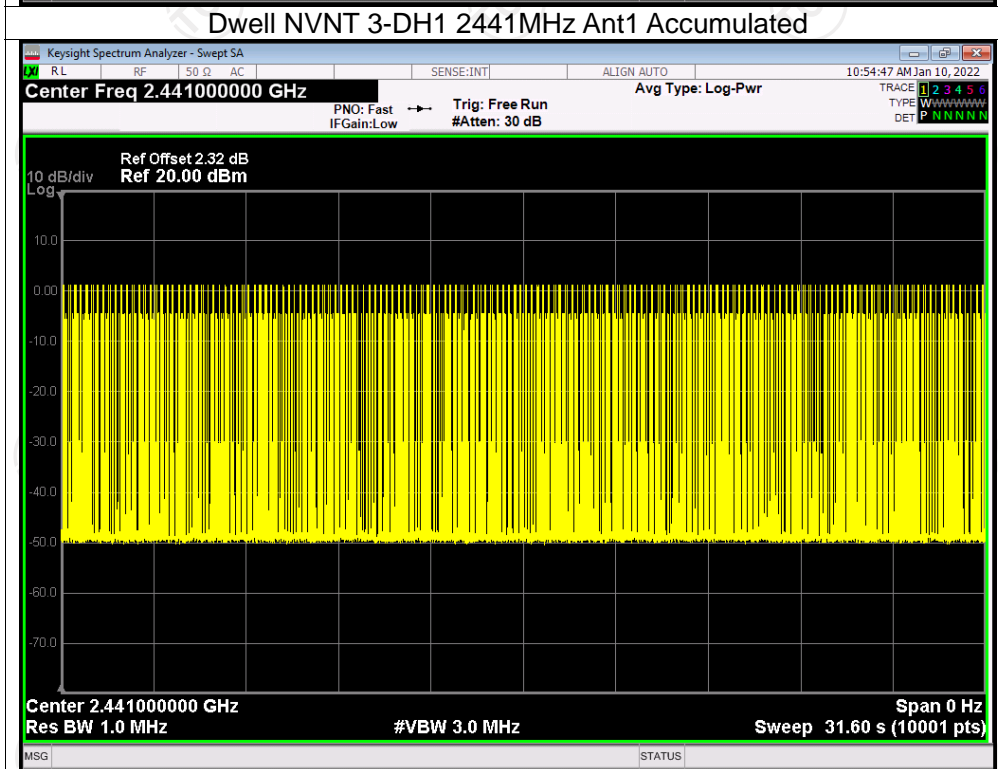 Dwell NVNT 3-DH1 2441MHz Ant1 Accumulated
Keysight Spectrum Analyzer - Swept SA
LXI RL RF 50 Ω AC SENSE:INT ALIGN AUTO 10:54:47 AM Jan 10, 2022
Center Freq 2.441000000 GHz Avg Type: Log-Pwr TRACE 1 2 3 4 5 6
PNO: Fast Trig: Free Run TYPE WWWWWW
IFGain:Low #Atten: 30 dB DET P N N N N N
Ref Offset 2.32 dB
10 dB/div Ref 20.00 dBm
Log
10.0
0.00
-10.0
-20.0
-30.0
-40.0
-50.0
-60.0
-70.0
Center 2.441000000 GHz Span 0 Hz
Res BW 1.0 MHz #VBW 3.0 MHz Sweep 31.60 s (10001 pts)
MSG STATUS